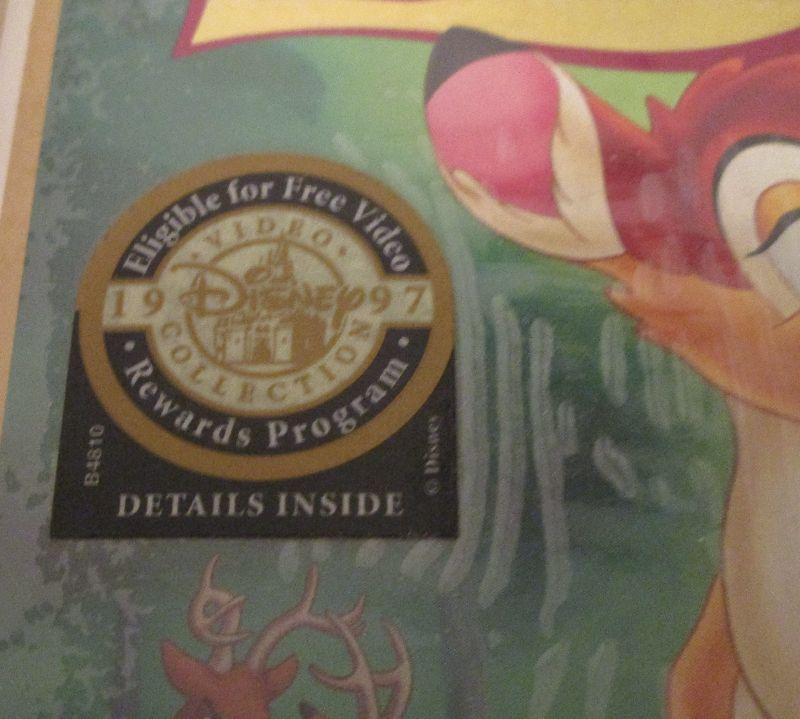 Eligible for Free Video
VIDEO
19 DISNEY 97
COLLECTION
Rewards Program
B4810
© Disney
DETAILS INSIDE